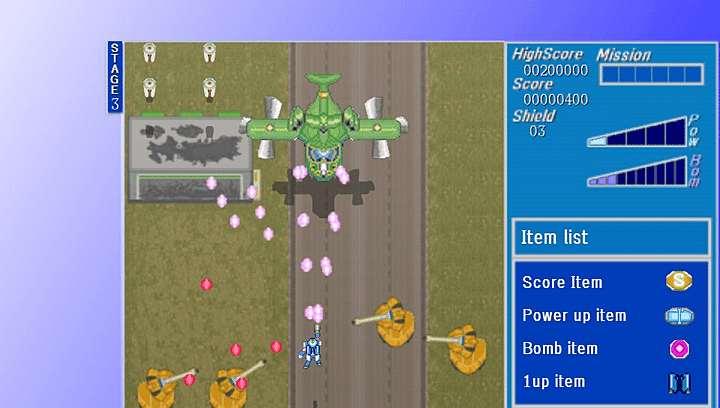 STAGE 3
HighScore
00200000
Score
00000400
Shield
03
Mission
Pow
Bom
Item list
Score Item
S
Power up item
Bomb item
1up item